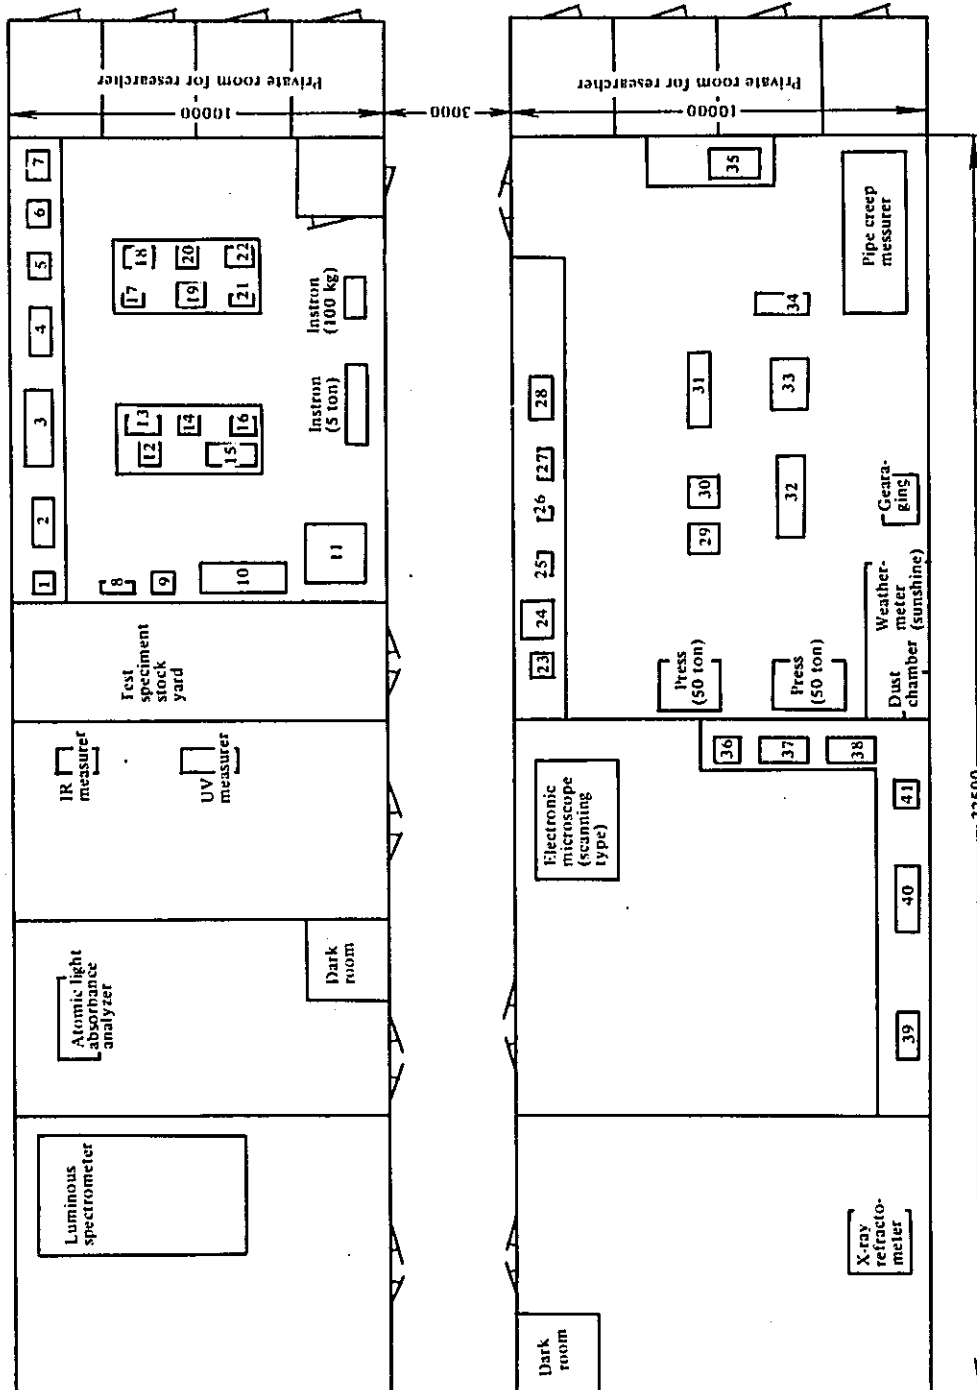 Private room for researcher
10000
3000
Private room for researcher
10000
7
6
5
4
3
2
1
18
20
22
17
19
21
13
14
16
12
15
8
9
10
11
Instron
(100 kg)
Instron
(5 ton)
Test
speciment
stock
yard
IR
measurer
UV
measurer
Atomic light
absorbance
analyzer
Dark
room
Luminous
spectrometer
35
Pipe creep
messurer
34
28
27
26
25
24
23
31
33
30
29
32
Geara-
ging
Weather-
meter
(sunshine)
Dust
chamber
Press
(50 ton)
Press
(50 ton)
Electronic
microscope
(scanning
type)
36
37
38
41
40
39
X-ray
refracto-
meter
Dark
room